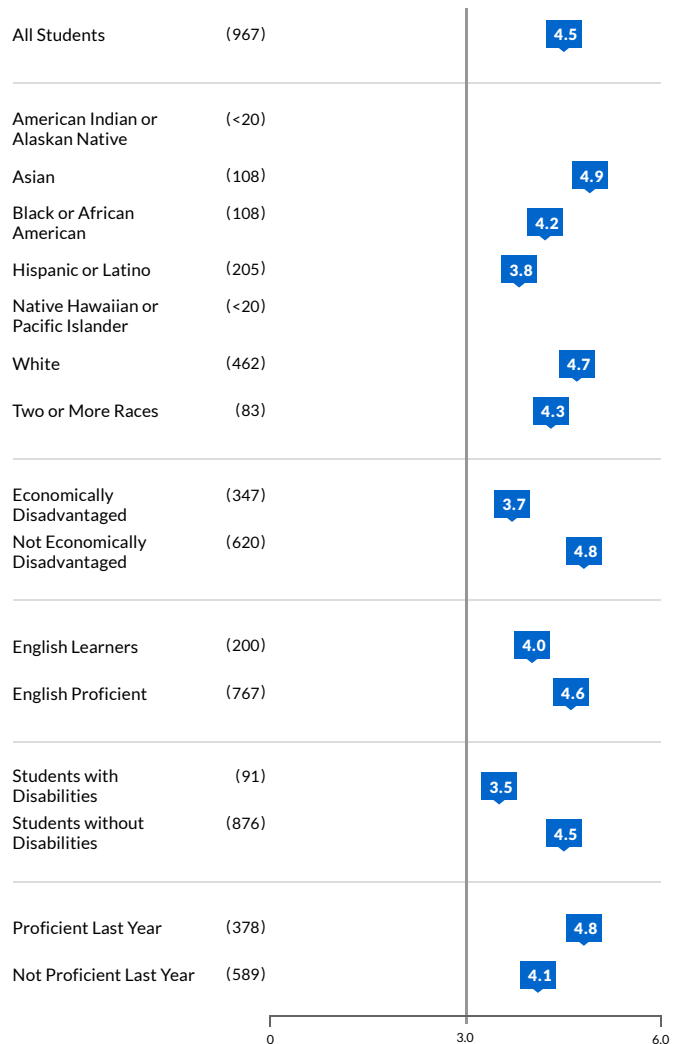 All Students (967) 4.5
American Indian or (<20)
Alaskan Native
Asian (108) 4.9
Black or African (108) 4.2
American
Hispanic or Latino (205) 3.8
Native Hawaiian or (<20)
Pacific Islander
White (462) 4.7
Two or More Races (83) 4.3
Economically (347) 3.7
Disadvantaged
Not Economically (620) 4.8
Disadvantaged
English Learners (200) 4.0
English Proficient (767) 4.6
Students with (91) 3.5
Disabilities
Students without (876) 4.5
Disabilities
Proficient Last Year (378) 4.8
Not Proficient Last Year (589) 4.1
0 3.0 6.0